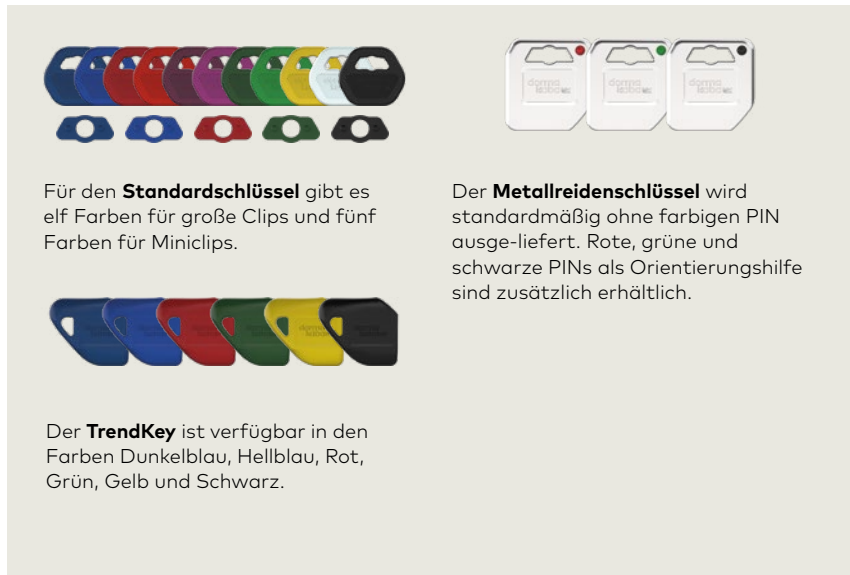 Für den Standardschlüssel gibt es
elf Farben für große Clips und fünf
Farben für Miniclips.
Der Metallreidenschlüssel wird
standardmäßig ohne farbigen PIN
ausge-liefert. Rote, grüne und
schwarze PINs als Orientierungshilfe
sind zusätzlich erhältlich.
Der TrendKey ist verfügbar in den
Farben Dunkelblau, Hellblau, Rot,
Grün, Gelb und Schwarz.